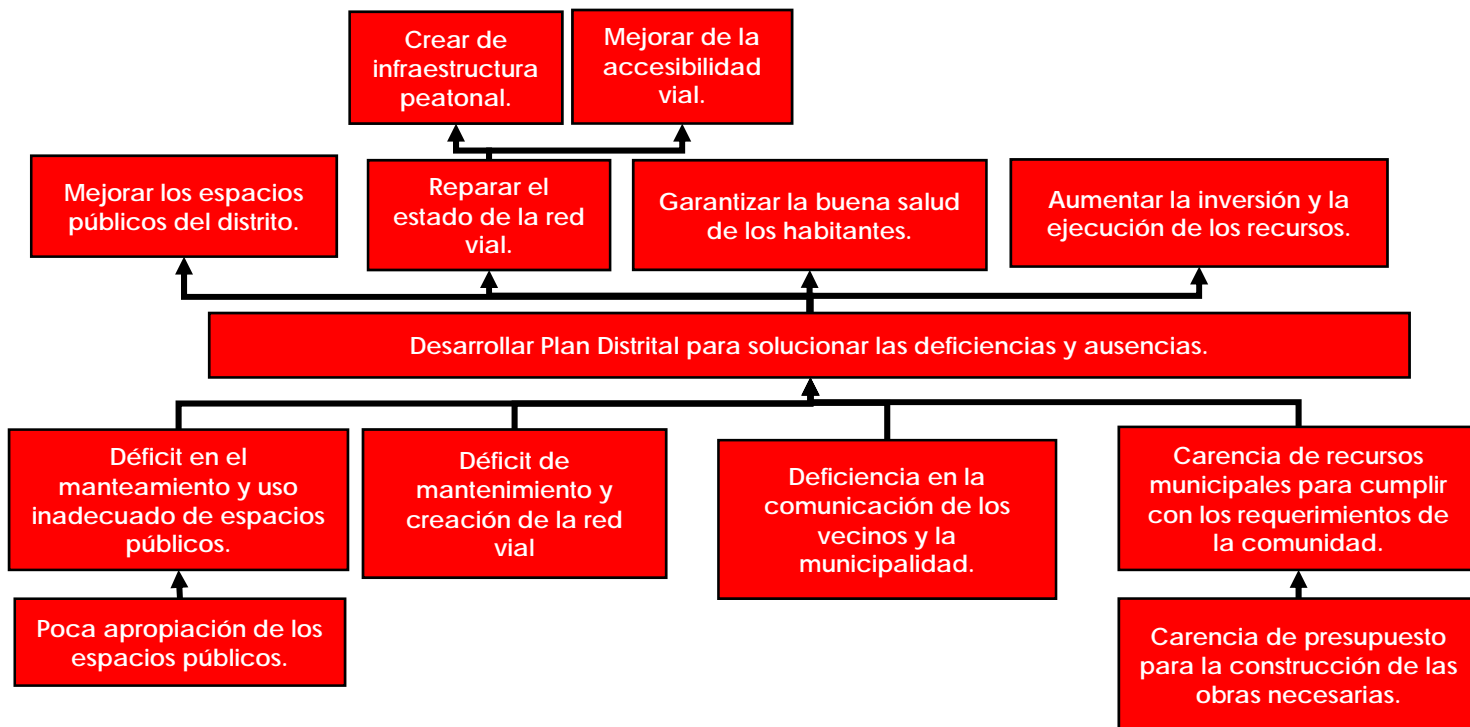 Crear de
infraestructura
peatonal.
Mejorar de la
accesibilidad
vial.
Mejorar los espacios
públicos del distrito.
Reparar el
estado de la red
vial.
Garantizar la buena salud
de los habitantes.
Aumentar la inversión y la
ejecución de los recursos.
Desarrollar Plan Distrital para solucionar las deficiencias y ausencias.
Déficit en el
manteamiento y uso
inadecuado de espacios
públicos.
Déficit de
mantenimiento y
creación de la red
vial
Deficiencia en la
comunicación de los
vecinos y la
municipalidad.
Carencia de recursos
municipales para cumplir
con los requerimientos de
la comunidad.
Poca apropiación de los
espacios públicos.
Carencia de presupuesto
para la construcción de las
obras necesarias.